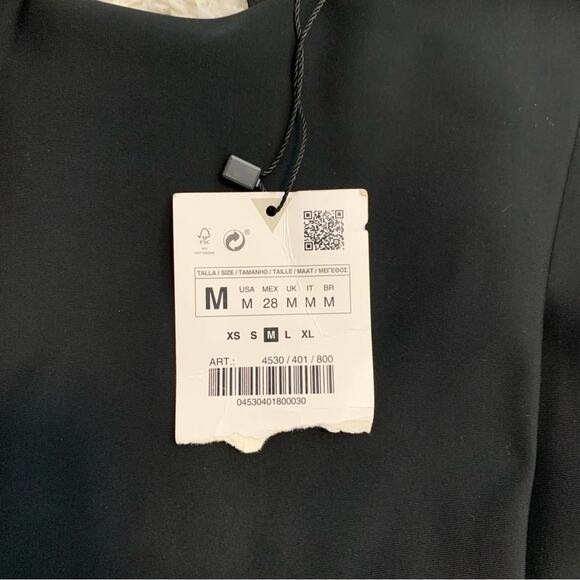 FSC
TALLA / SIZE / TAMANHO / TAILLE / MAAT / ΜΕΓΕΘΟΣ
M
USA MEX UK IT BR
M 28 M M M
XS S M L XL
ART.: 4530 / 401 / 800
04530401800030